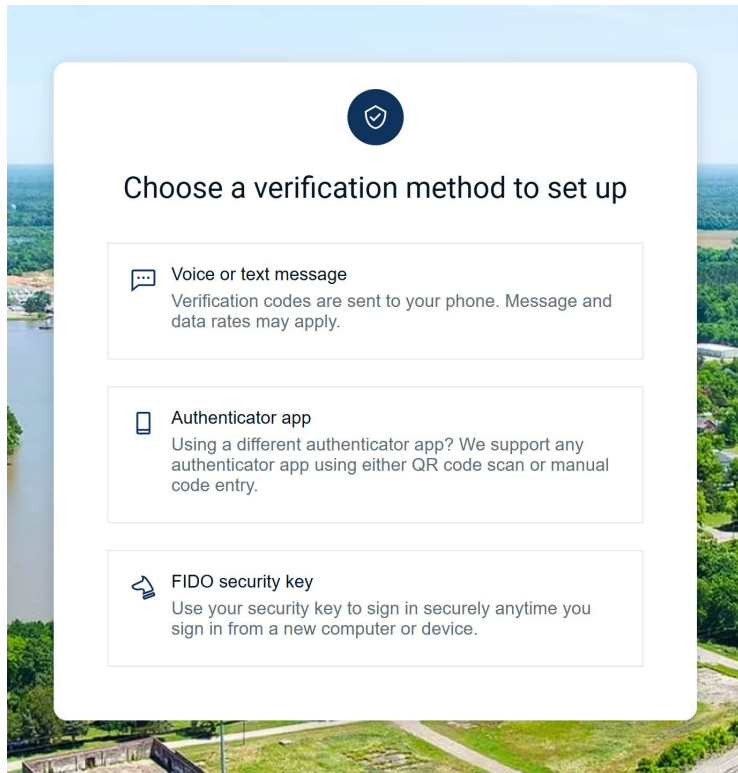 Choose a verification method to set up
Voice or text message
Verification codes are sent to your phone. Message and
data rates may apply.
Authenticator app
Using a different authenticator app? We support any
authenticator app using either QR code scan or manual
code entry.
FIDO security key
Use your security key to sign in securely anytime you
sign in from a new computer or device.